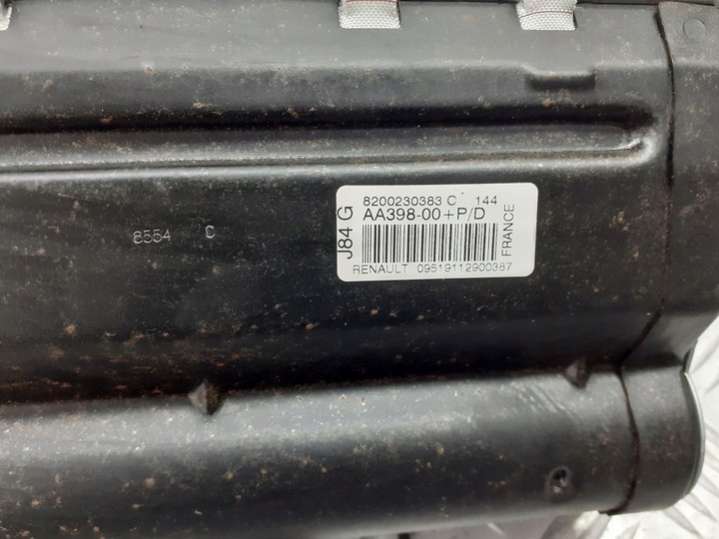 8200230383 C 144
AA398-00+P/D
RENAULT 09519112900387
J84 G
FRANCE
8554 C